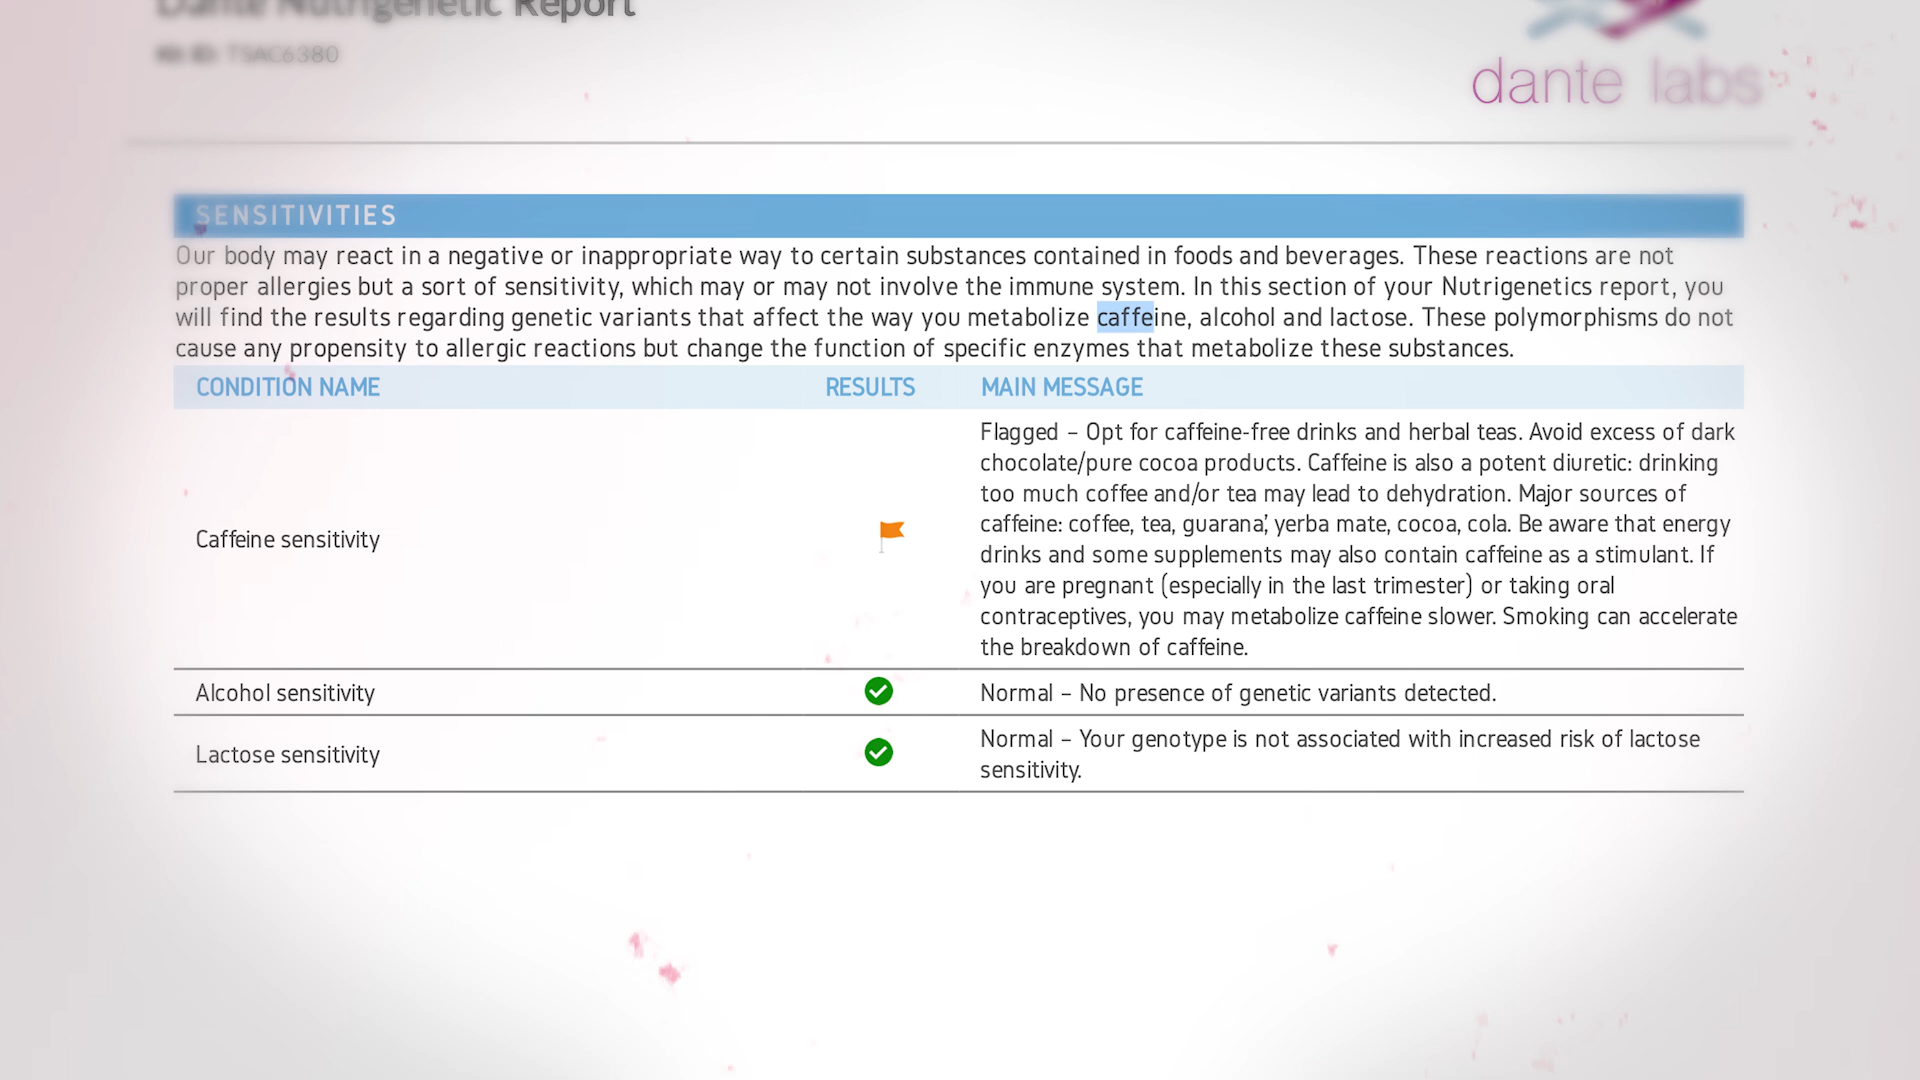 Dante Nutrigenetic Report
Kit ID: TSAC6380
dante labs
SENSITIVITIES
Our body may react in a negative or inappropriate way to certain substances contained in foods and beverages. These reactions are not
proper allergies but a sort of sensitivity, which may or may not involve the immune system. In this section of your Nutrigenetics report, you
will find the results regarding genetic variants that affect the way you metabolize caffeine, alcohol and lactose. These polymorphisms do not
cause any propensity to allergic reactions but change the function of specific enzymes that metabolize these substances.
CONDITION NAME RESULTS MAIN MESSAGE
Flagged – Opt for caffeine-free drinks and herbal teas. Avoid excess of dark
chocolate/pure cocoa products. Caffeine is also a potent diuretic: drinking
too much coffee and/or tea may lead to dehydration. Major sources of
caffeine: coffee, tea, guarana’, yerba mate, cocoa, cola. Be aware that energy
Caffeine sensitivity
drinks and some supplements may also contain caffeine as a stimulant. If
you are pregnant (especially in the last trimester) or taking oral
contraceptives, you may metabolize caffeine slower. Smoking can accelerate
the breakdown of caffeine.
Alcohol sensitivity Normal – No presence of genetic variants detected.
Lactose sensitivity Normal – Your genotype is not associated with increased risk of lactose
sensitivity.